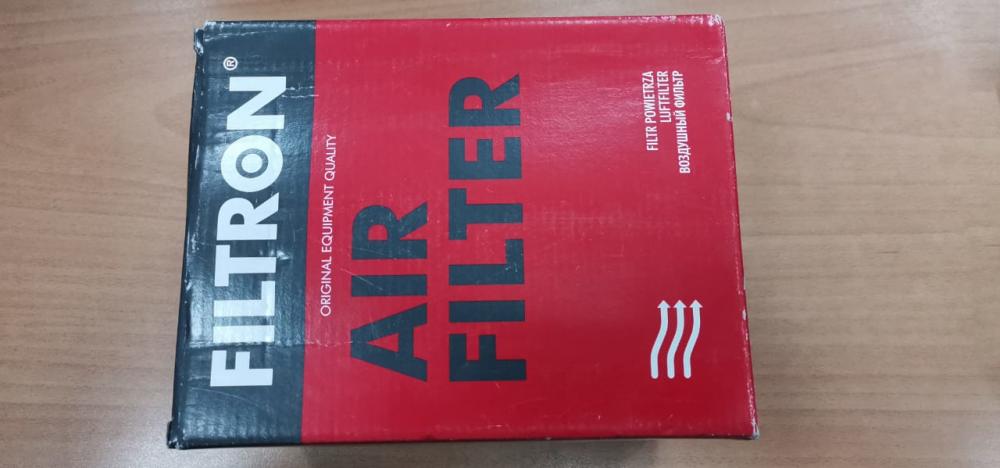 FILTRON®
ORIGINAL EQUIPMENT QUALITY
AIR
FILTER
FILTR POWIETRZA
LUFTFILTER
ВОЗДУШНЫЙ ФИЛЬТР